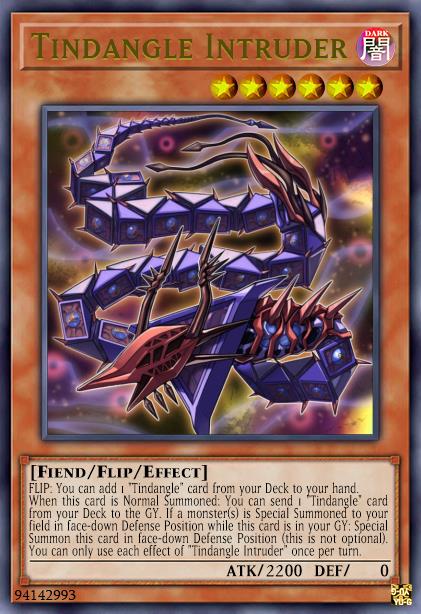 Tindangle Intruder
DARK
闇
[Fiend/Flip/Effect]
FLIP: You can add 1 "Tindangle" card from your Deck to your hand.
When this card is Normal Summoned: You can send 1 "Tindangle" card
from your Deck to the GY. If a monster(s) is Special Summoned to your
field in face-down Defense Position while this card is in your GY: Special
Summon this card in face-down Defense Position (this is not optional).
You can only use each effect of "Tindangle Intruder" once per turn.
ATK/2200 DEF/ 0
94142993